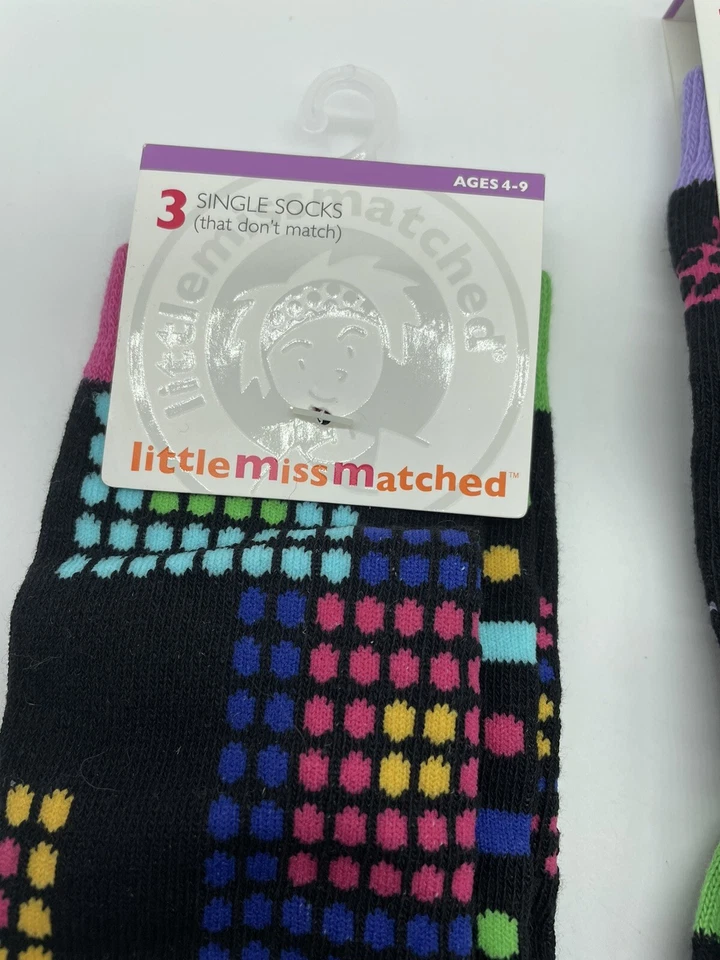 AGES 4-9
3 SINGLE SOCKS
(that don't match)
littlemissmatched®
littlemissmatched™